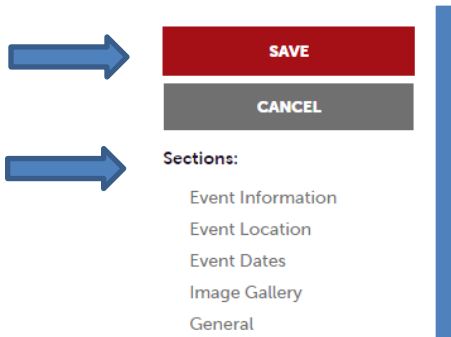 SAVE
CANCEL
Sections:
Event Information
Event Location
Event Dates
Image Gallery
General